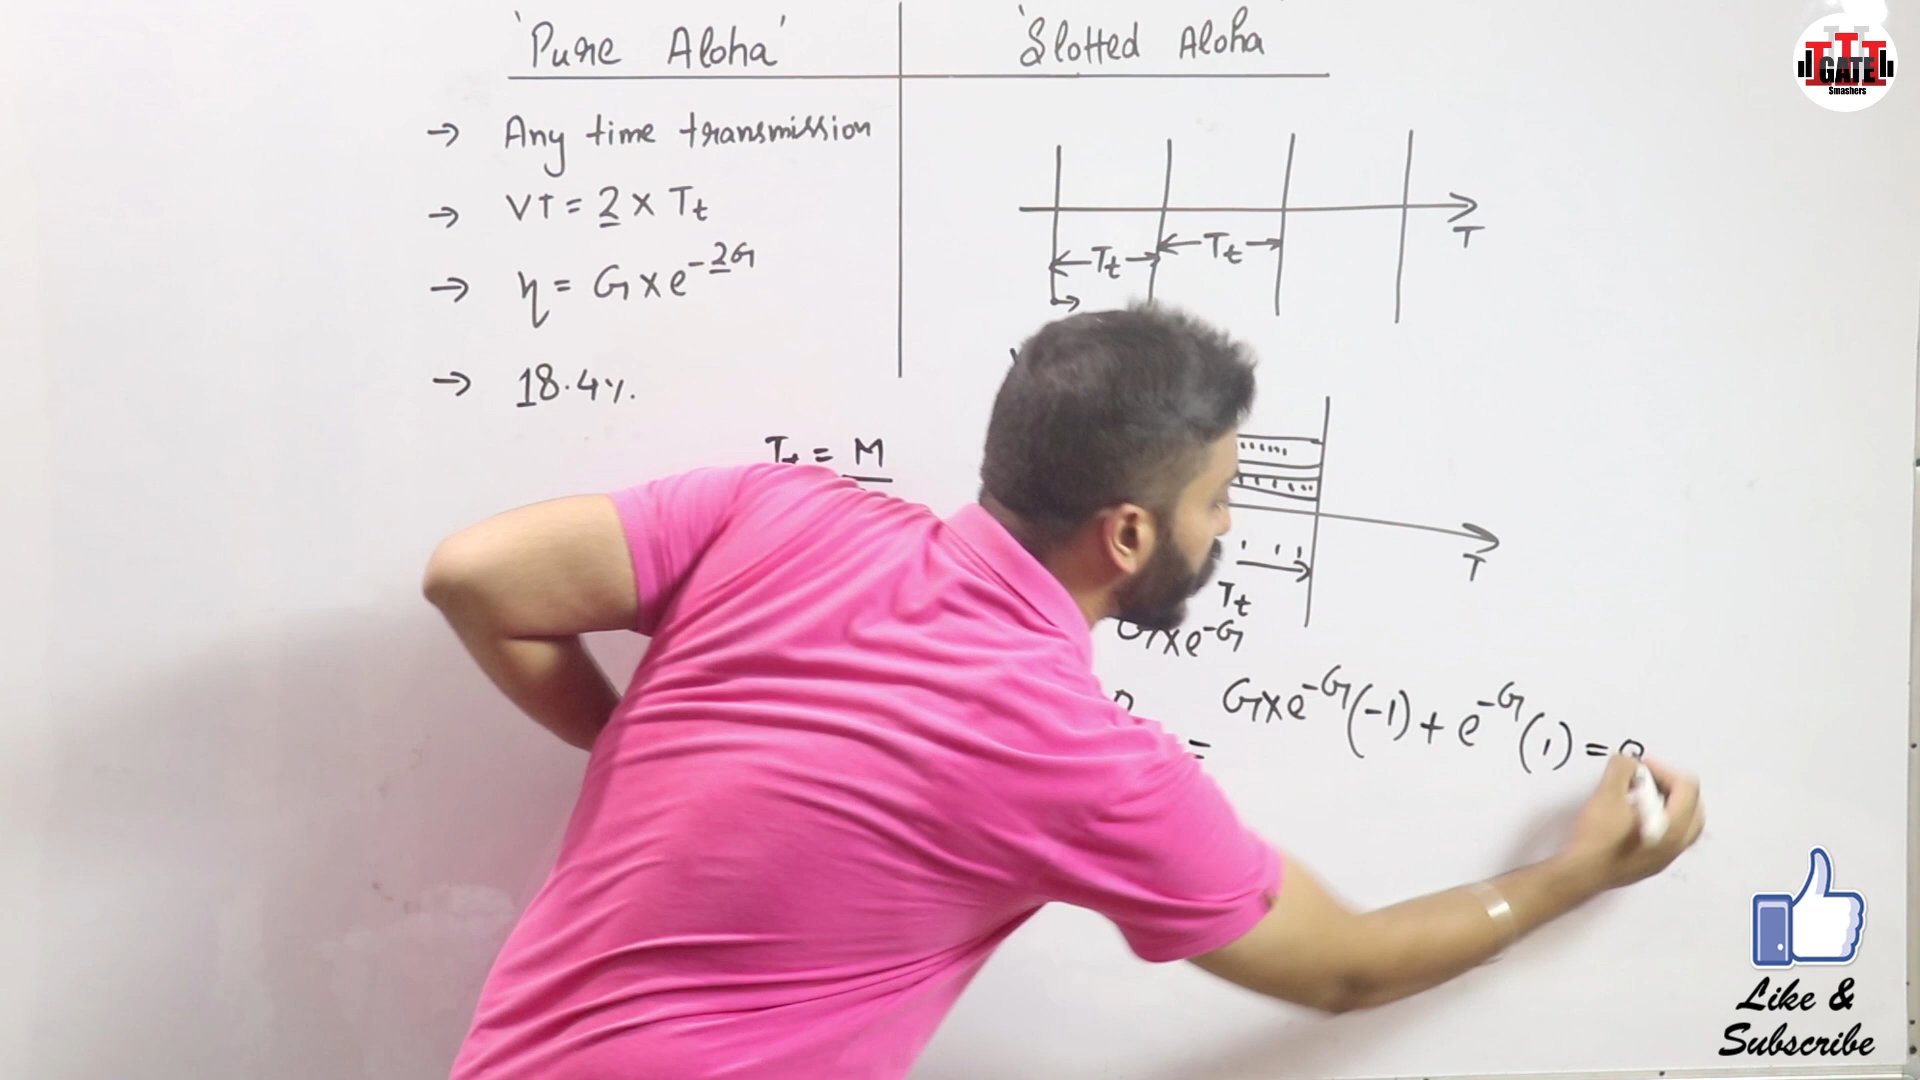 'Pure Aloha'
→ Any time transmission
→ VT = 2 x Tt
→ η = G x e^-2G
→ 18.4%.
'Slotted Aloha'
T
Tt Tt
Tt = M
T
Tt
G x e^-G
= G x e^-G (-1) + e^-G (1) = 0
GATE
Smashers
Like &
Subscribe